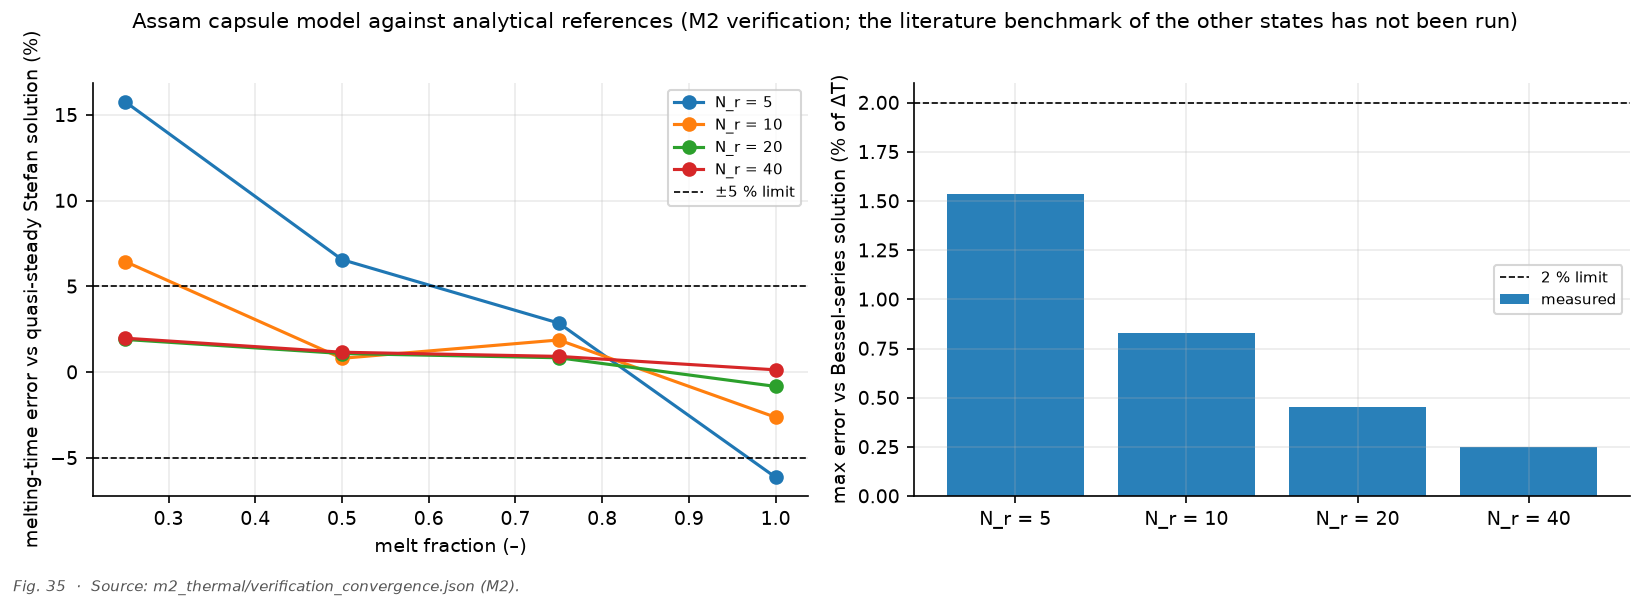 Assam capsule model against analytical references (M2 verification; the literature benchmark of the other states has not been run)
melting-time error vs quasi-steady Stefan solution (%)
15
10
5
0
−5
N_r = 5
N_r = 10
N_r = 20
N_r = 40
±5 % limit
0.3
0.4
0.5
0.6
0.7
0.8
0.9
1.0
melt fraction (–)
max error vs Bessel-series solution (% of ΔT)
2.00
1.75
1.50
1.25
1.00
0.75
0.50
0.25
0.00
2 % limit
measured
N_r = 5
N_r = 10
N_r = 20
N_r = 40
Fig. 35 · Source: m2_thermal/verification_convergence.json (M2).